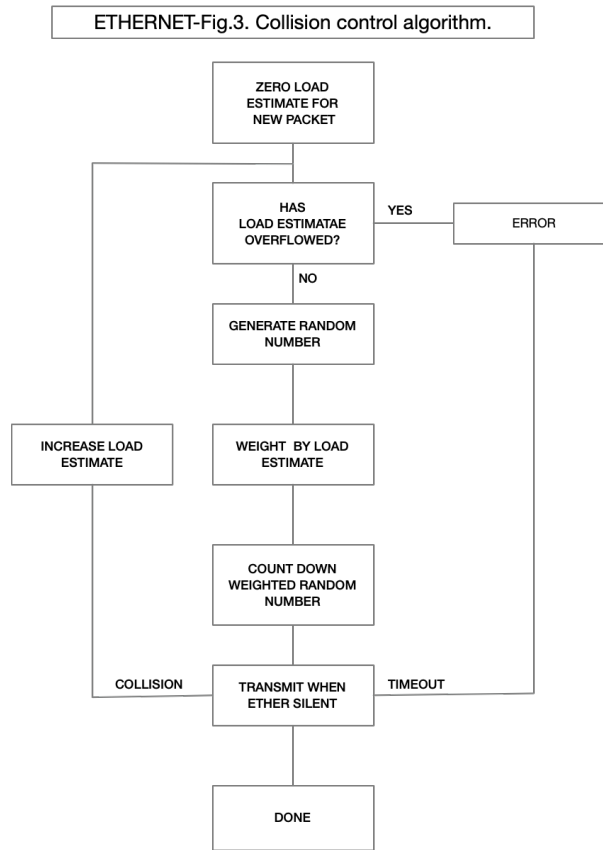 ETHERNET-Fig.3. Collision control algorithm.
ZERO LOAD
ESTIMATE FOR
NEW PACKET
HAS
LOAD ESTIMATAE
OVERFLOWED?
YES
ERROR
NO
GENERATE RANDOM
NUMBER
INCREASE LOAD
ESTIMATE
WEIGHT BY LOAD
ESTIMATE
COUNT DOWN
WEIGHTED RANDOM
NUMBER
COLLISION
TRANSMIT WHEN
ETHER SILENT
TIMEOUT
DONE